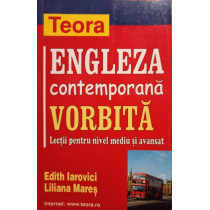 Teora
ENGLEZA
contemporană
VORBITĂ
Lecții pentru nivel mediu și avansat
Edith Iarovici
Liliana Mareș
Internet: www.teora.ro